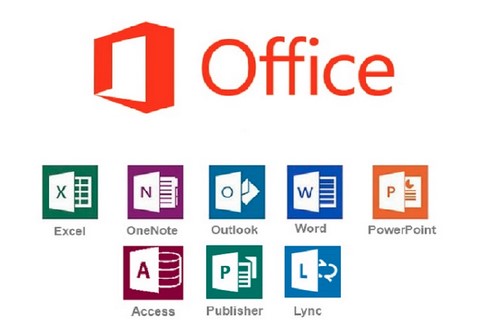 Office
X N O W P
Excel OneNote Outlook Word PowerPoint
A P L
Access Publisher Lync